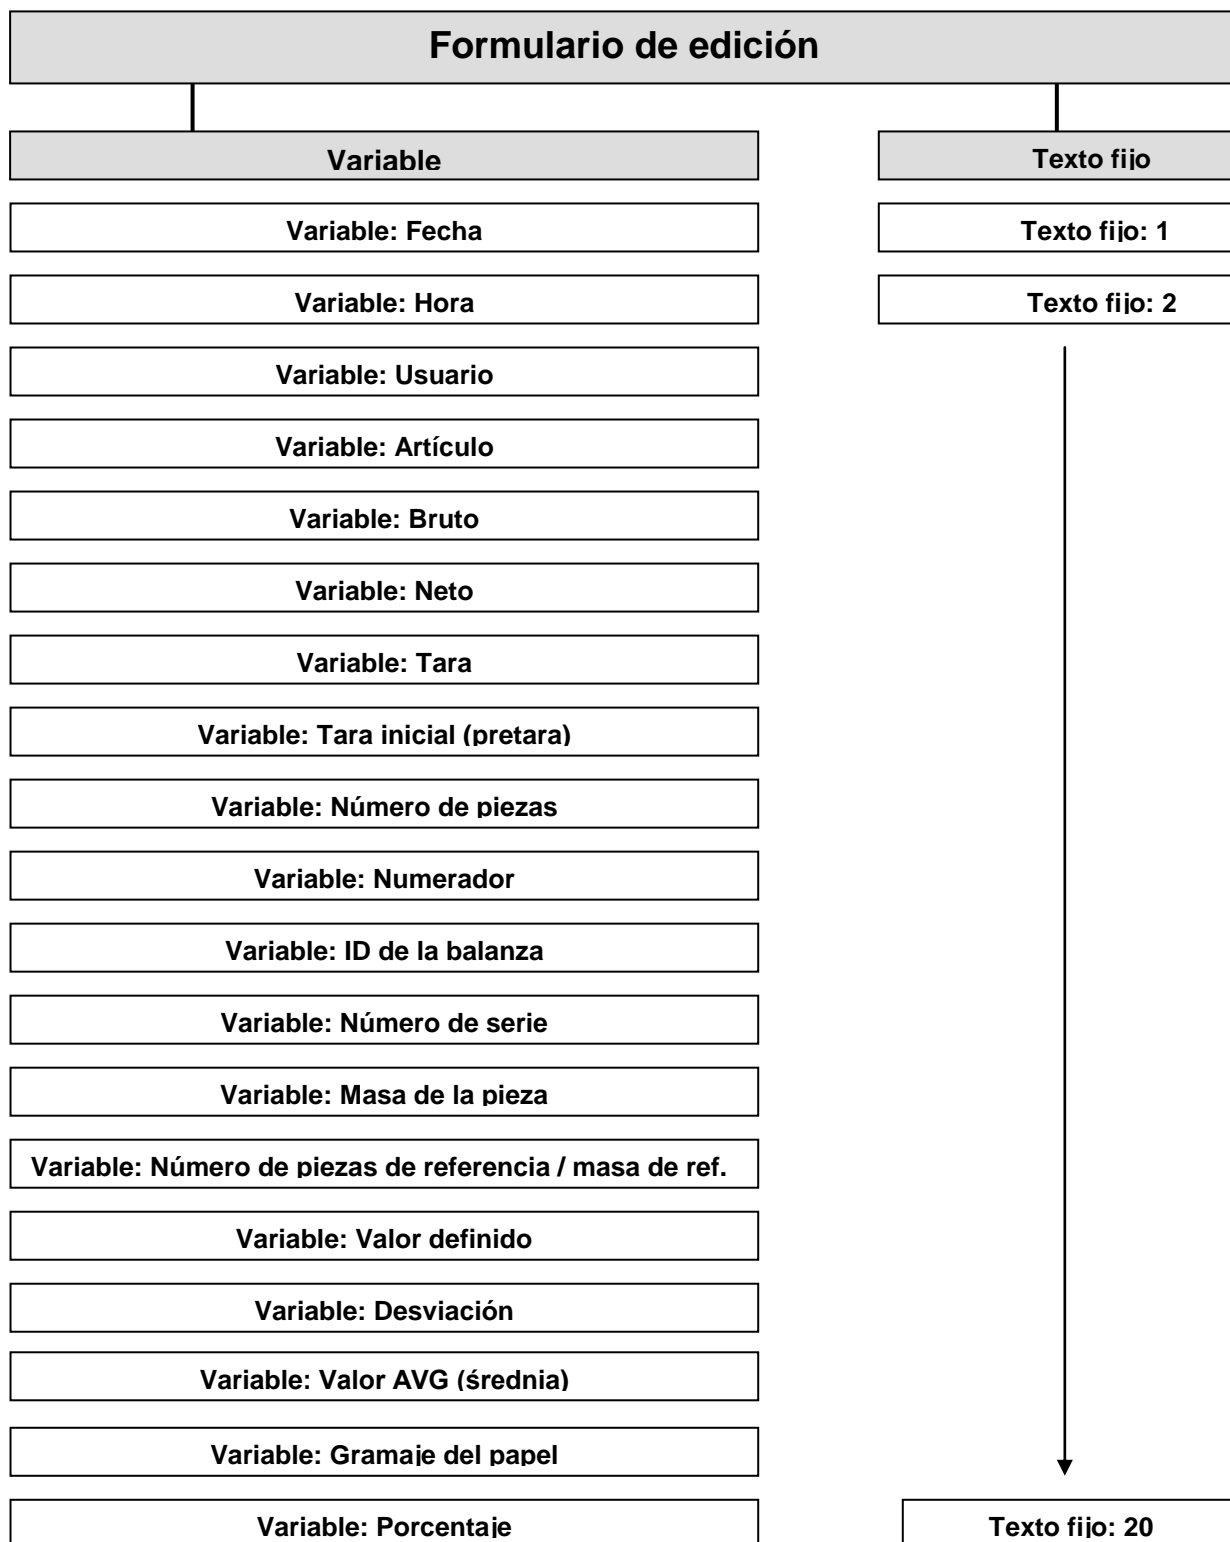 Formulario de edición
Variable
Texto fijo
Variable: Fecha
Texto fijo: 1
Variable: Hora
Texto fijo: 2
Variable: Usuario
Variable: Artículo
Variable: Bruto
Variable: Neto
Variable: Tara
Variable: Tara inicial (pretara)
Variable: Número de piezas
Variable: Numerador
Variable: ID de la balanza
Variable: Número de serie
Variable: Masa de la pieza
Variable: Número de piezas de referencia / masa de ref.
Variable: Valor definido
Variable: Desviación
Variable: Valor AVG (średnia)
Variable: Gramaje del papel
Variable: Porcentaje
Texto fijo: 20